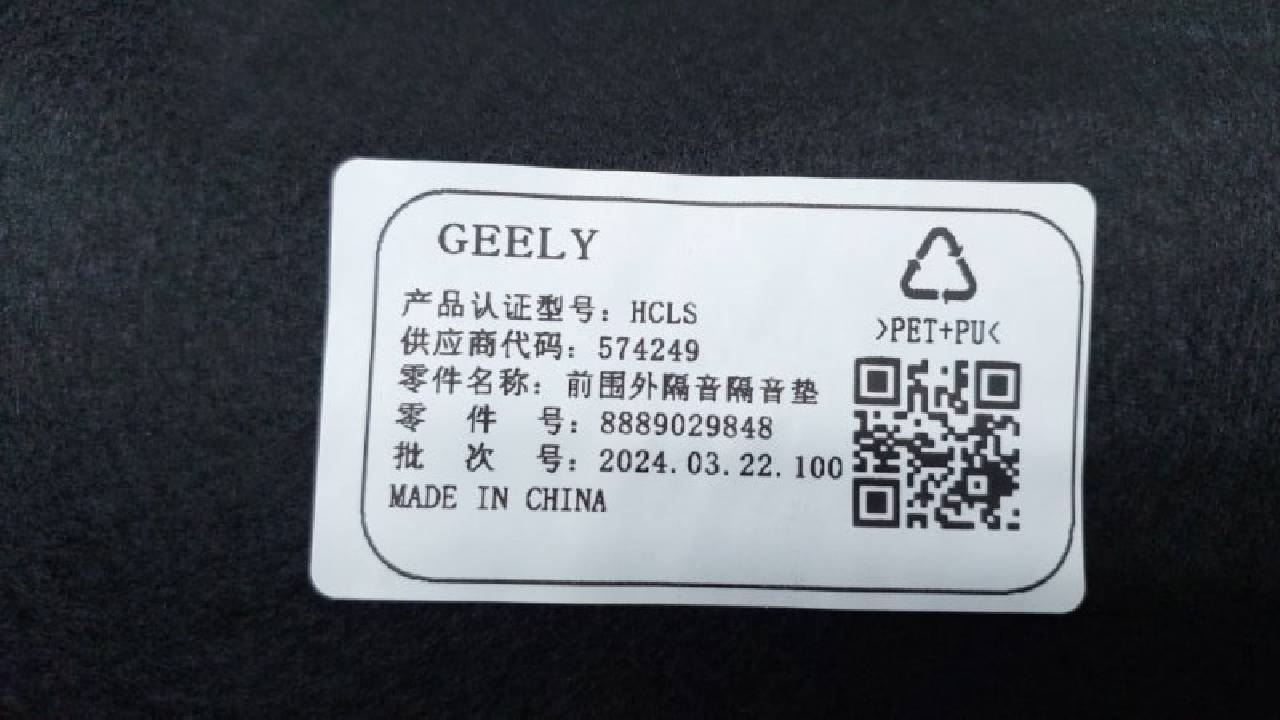 GEELY
产品认证型号：HCLS
供应商代码：574249
零件名称：前围外隔音隔音垫
零 件 号：8889029848
批 次 号：2024.03.22.100
MADE IN CHINA
>PET+PU<